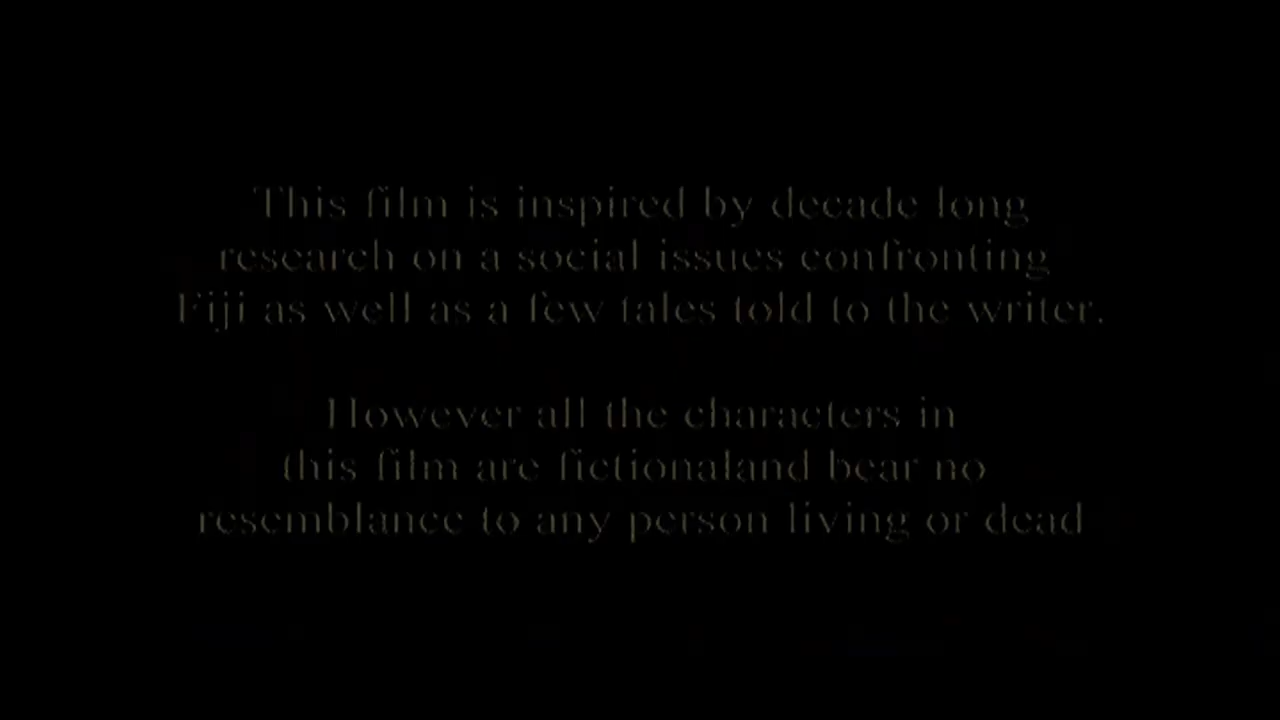 This film is inspired by decade long
research on a social issues confronting
Fiji as well as a few tales told to the writer.
However all the characters in
this film are fictionaland bear no
resemblance to any person living or dead